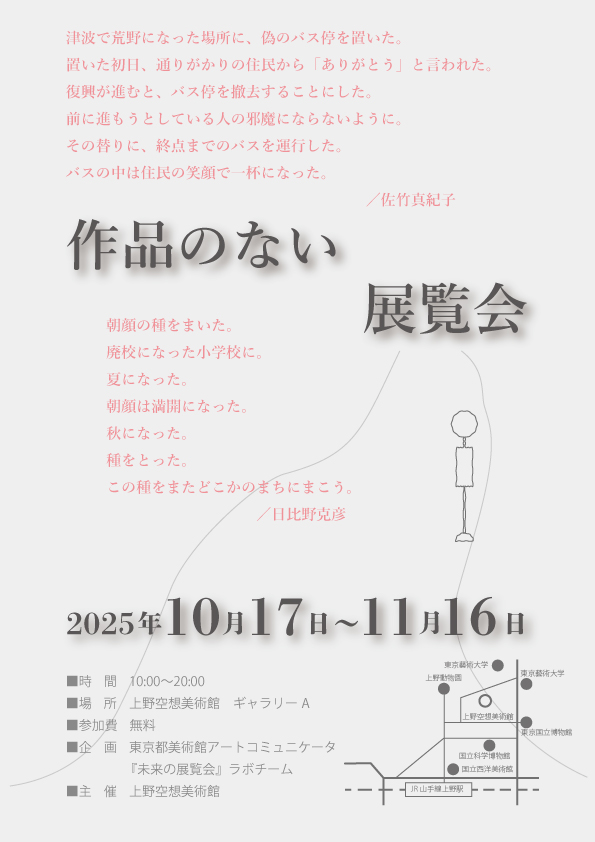 津波で荒野になった場所に、偽のバス停を置いた。
置いた初日、通りがかりの住民から「ありがとう」と言われた。
復興が進むと、バス停を撤去することにした。
前に進もうとしている人の邪魔にならないように。
その替りに、終点までのバスを運行した。
バスの中は住民の笑顔で一杯になった。
／佐竹真紀子
作品のない
展覧会
朝顔の種をまいた。
廃校になった小学校に。
夏になった。
朝顔は満開になった。
秋になった。
種をとった。
この種をまたどこかのまちにまこう。
／日比野克彦
2025年10月17日～11月16日
■時　間　10:00～20:00
■場　所　上野空想美術館　ギャラリー A
■参加費　無料
■企　画　東京都美術館アートコミュニケータ
『未来の展覧会』ラボチーム
■主　催　上野空想美術館
東京藝術大学
東京藝術大学
上野動物園
上野空想美術館
東京国立博物館
国立科学博物館
国立西洋美術館
JR山手線上野駅